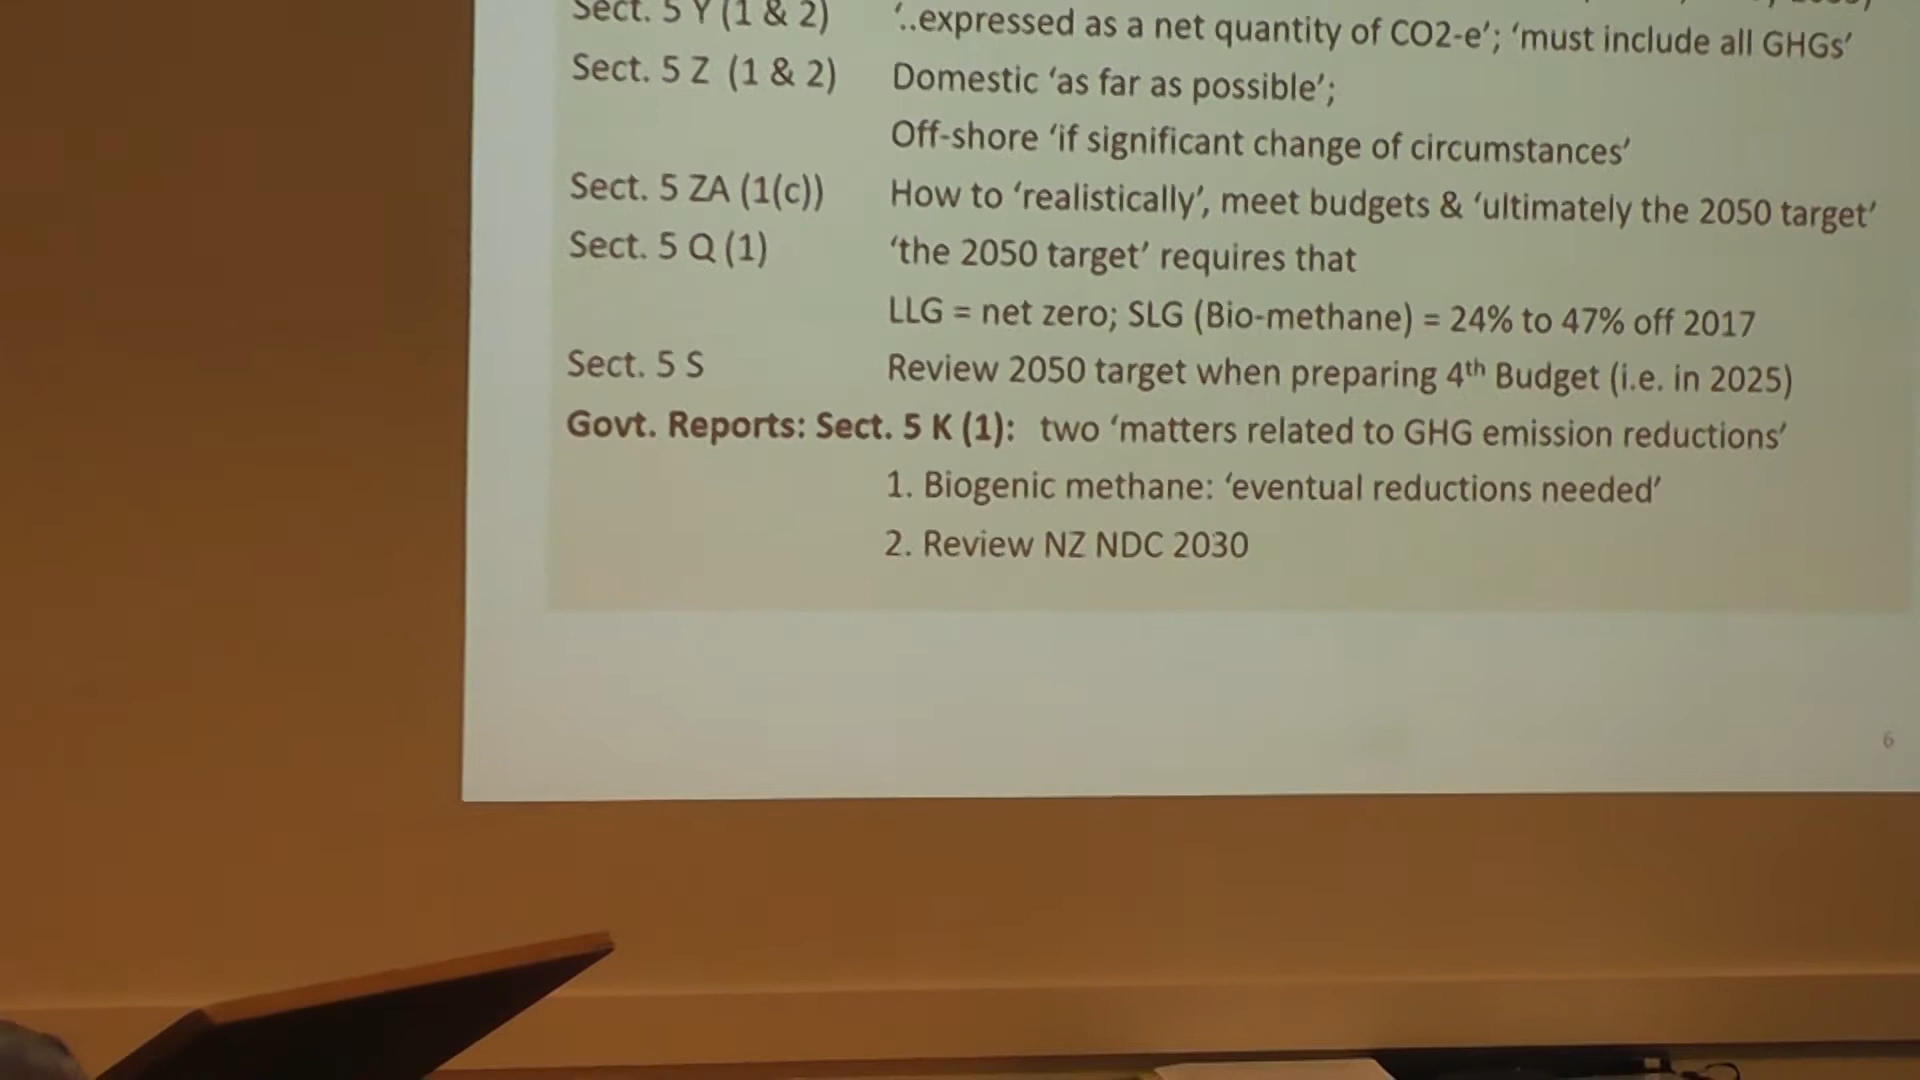 Sect. 5 Y (1 & 2) ‘..expressed as a net quantity of CO2-e’; ‘must include all GHGs’
Sect. 5 Z (1 & 2) Domestic ‘as far as possible’;
Off-shore ‘if significant change of circumstances’
Sect. 5 ZA (1(c)) How to ‘realistically’, meet budgets & ‘ultimately the 2050 target’
Sect. 5 Q (1) ‘the 2050 target’ requires that
LLG = net zero; SLG (Bio-methane) = 24% to 47% off 2017
Sect. 5 S Review 2050 target when preparing 4th Budget (i.e. in 2025)
Govt. Reports: Sect. 5 K (1): two ‘matters related to GHG emission reductions’
1. Biogenic methane: ‘eventual reductions needed’
2. Review NZ NDC 2030
6